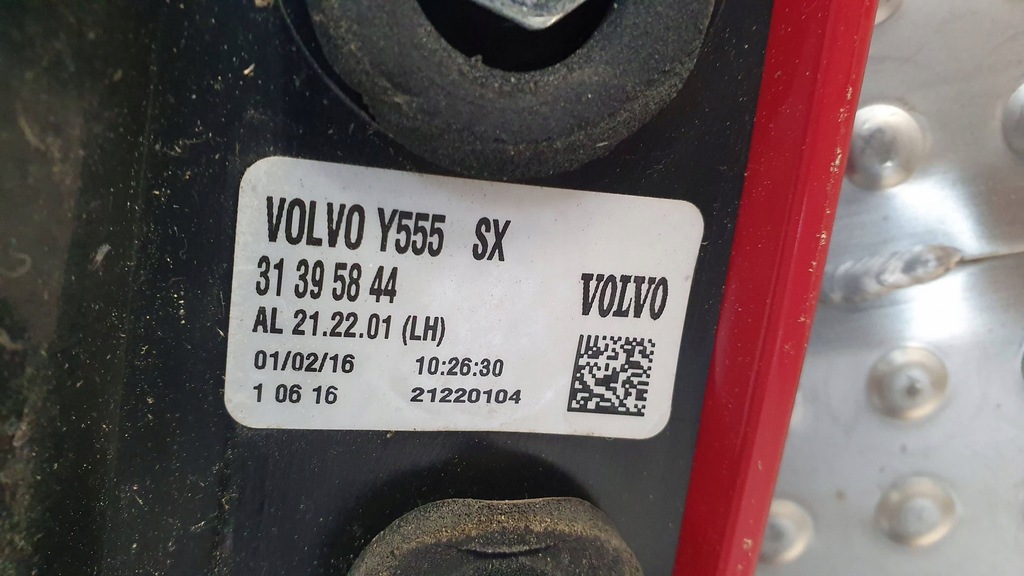 VOLVO Y555 SX
31 39 58 44
VOLVO
AL 21.22.01 (LH)
01/02/16 10:26:30
1 06 16 21220104